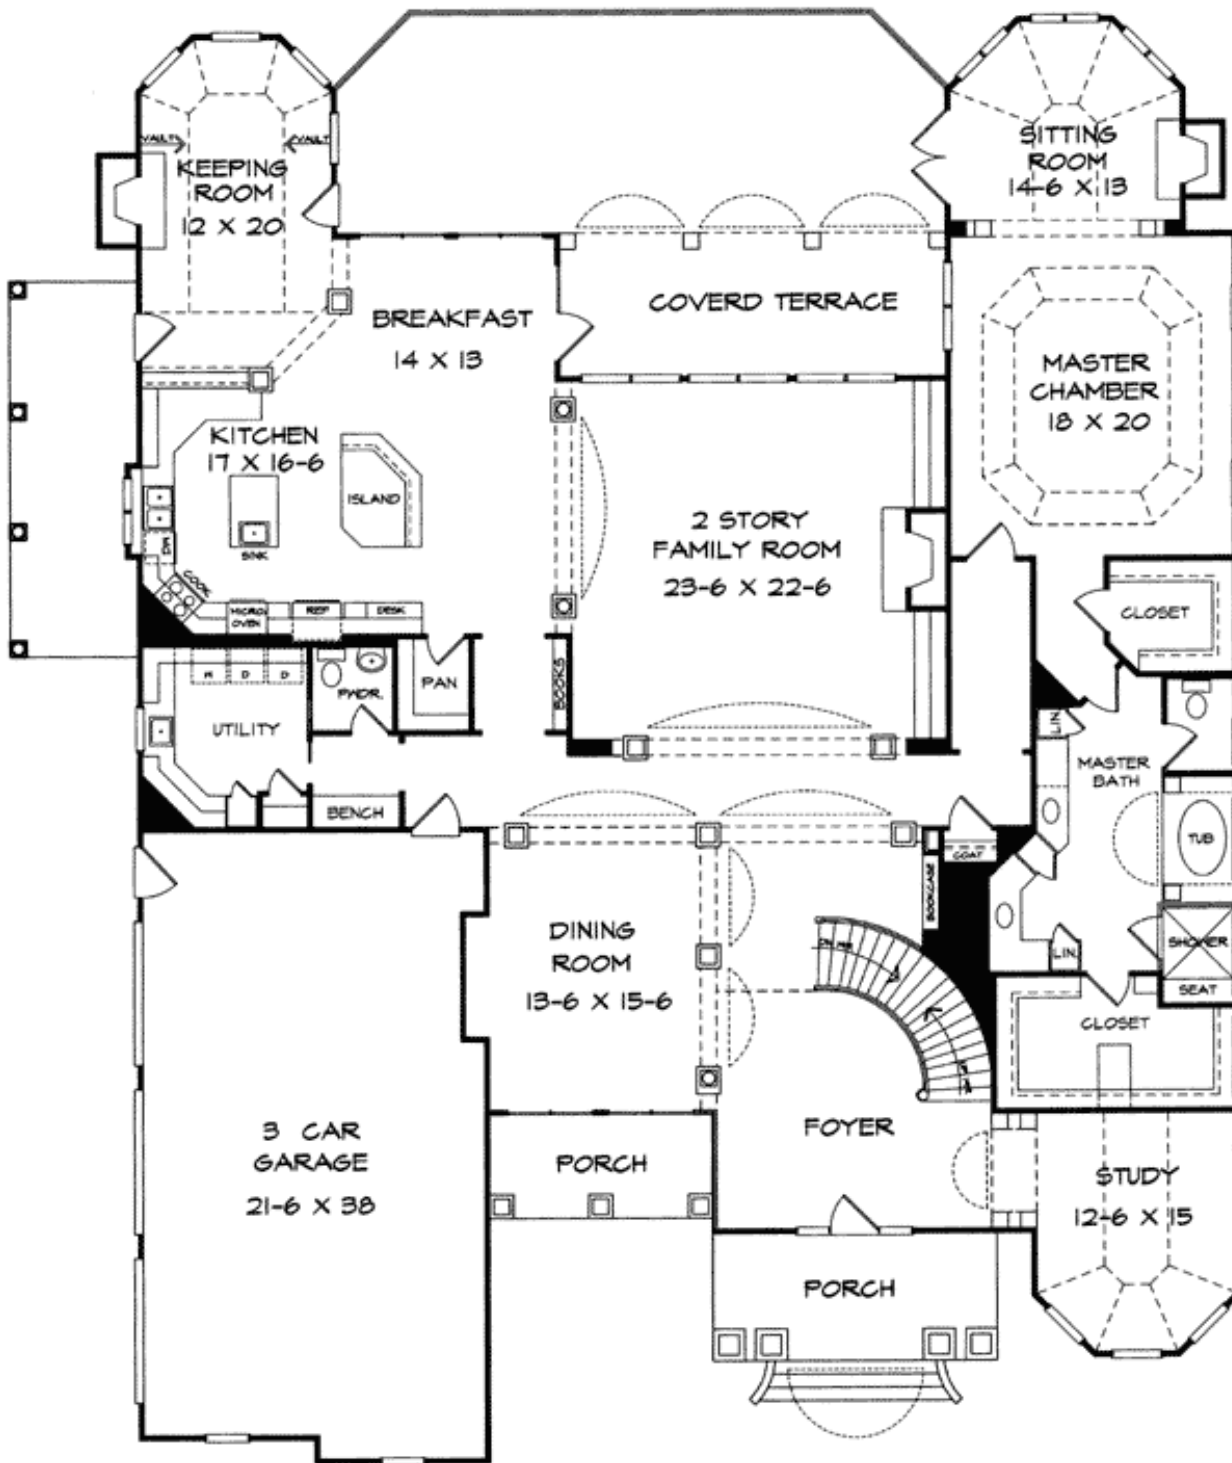 VAULT
VAULT
KEEPING
ROOM
12 X 20
SITTING
ROOM
14-6 X 13
COVERD TERRACE
BREAKFAST
14 X 13
MASTER
CHAMBER
18 X 20
KITCHEN
17 X 16-6
ISLAND
SINK
DW
COOK
MICRO
OVEN
REF
DESK
2 STORY
FAMILY ROOM
23-6 X 22-6
CLOSET
BOOKS
PAN
PWDR.
W
D
D
UTILITY
BENCH
LIN
MASTER
BATH
TUB
COAT
BOOKCASE
DINING
ROOM
13-6 X 15-6
LIN.
SHOWER
SEAT
CLOSET
3 CAR
GARAGE
21-6 X 38
FOYER
PORCH
STUDY
12-6 X 15
PORCH